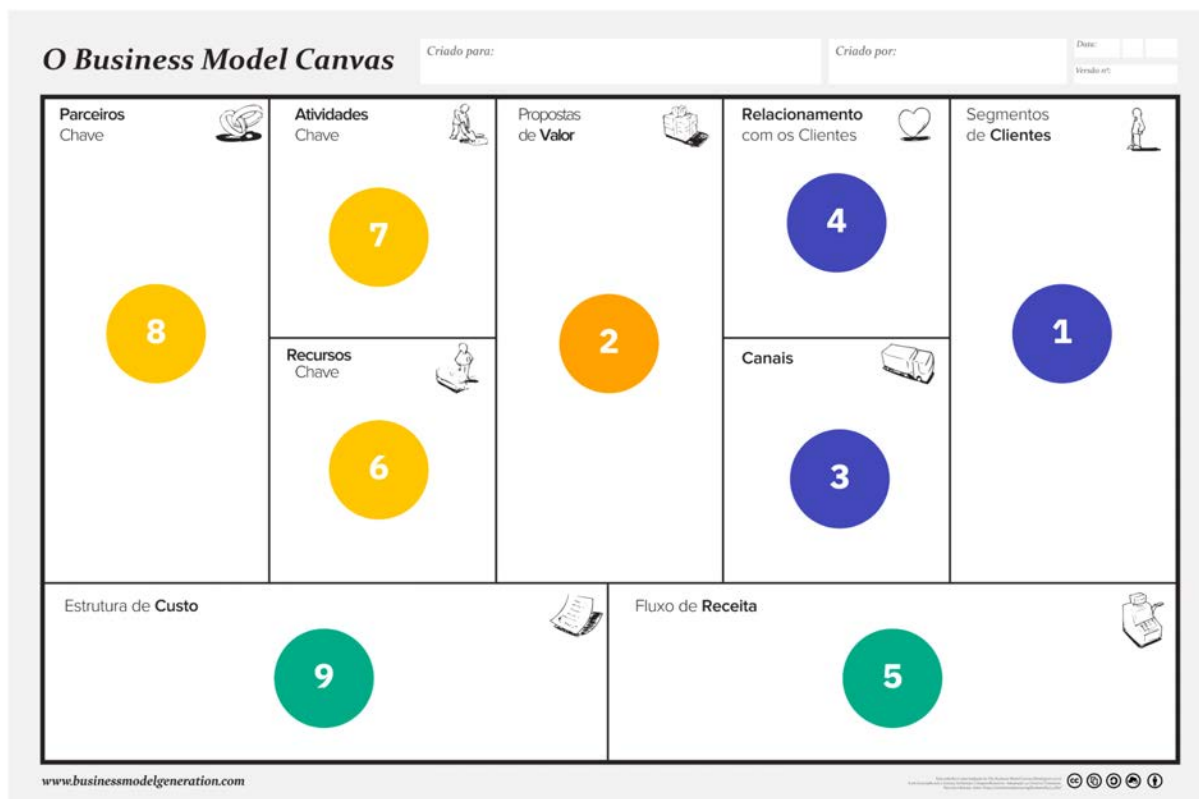 O Business Model Canvas
Criado para:
Criado por:
Data:
Versão nº:
Parceiros
Chave
8
Atividades
Chave
7
Recursos
Chave
6
Propostas
de Valor
2
Relacionamento
com os Clientes
4
Canais
3
Segmentos
de Clientes
1
Estrutura de Custo
9
Fluxo de Receita
5
www.businessmodelgeneration.com